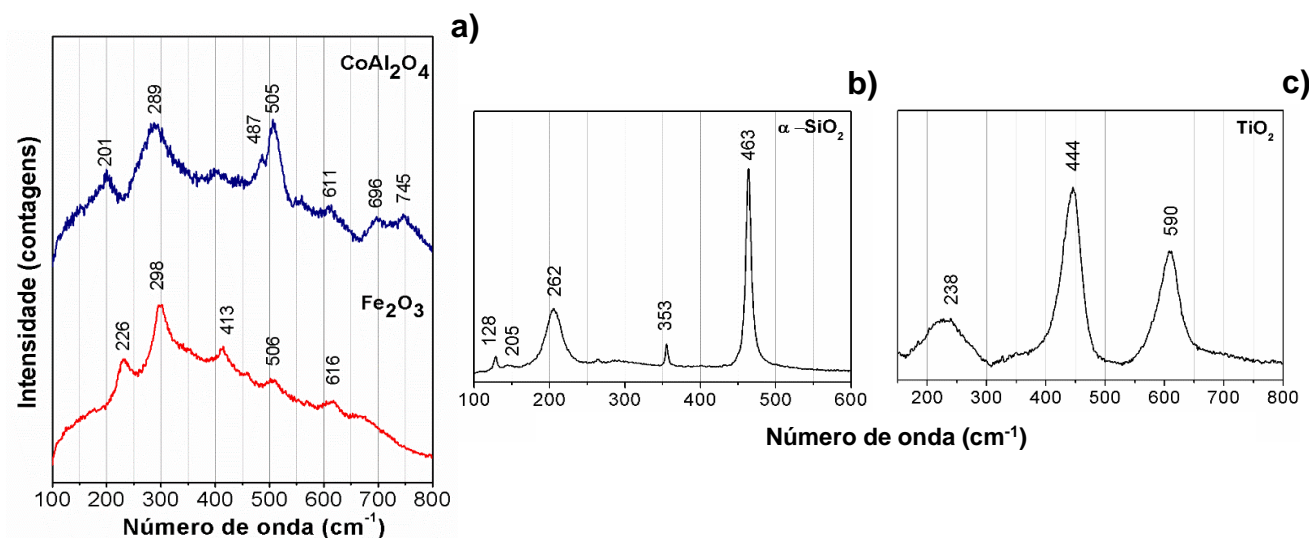 a)
CoAl2O4
201
289
487
505
611
696
745
Fe2O3
226
298
413
506
616
Intensidade (contagens)
100 200 300 400 500 600 700 800
Número de onda (cm-1)
b)
α –SiO2
128
205
262
353
463
100 200 300 400 500 600
c)
TiO2
238
444
590
200 300 400 500 600 700 800
Número de onda (cm-1)